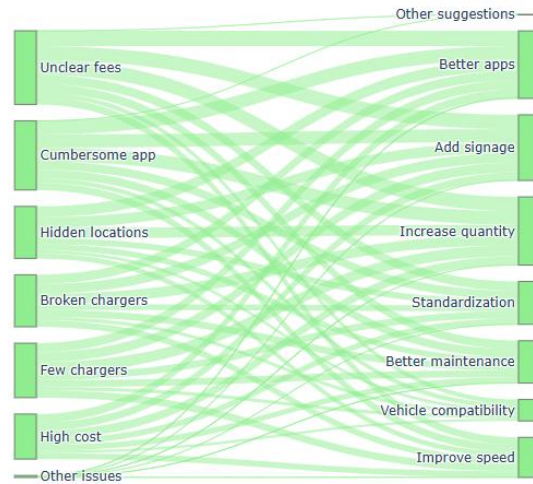 Other suggestions
Unclear fees
Better apps
Cumbersome app
Add signage
Hidden locations
Increase quantity
Broken chargers
Standardization
Few chargers
Better maintenance
Vehicle compatibility
High cost
Improve speed
Other issues